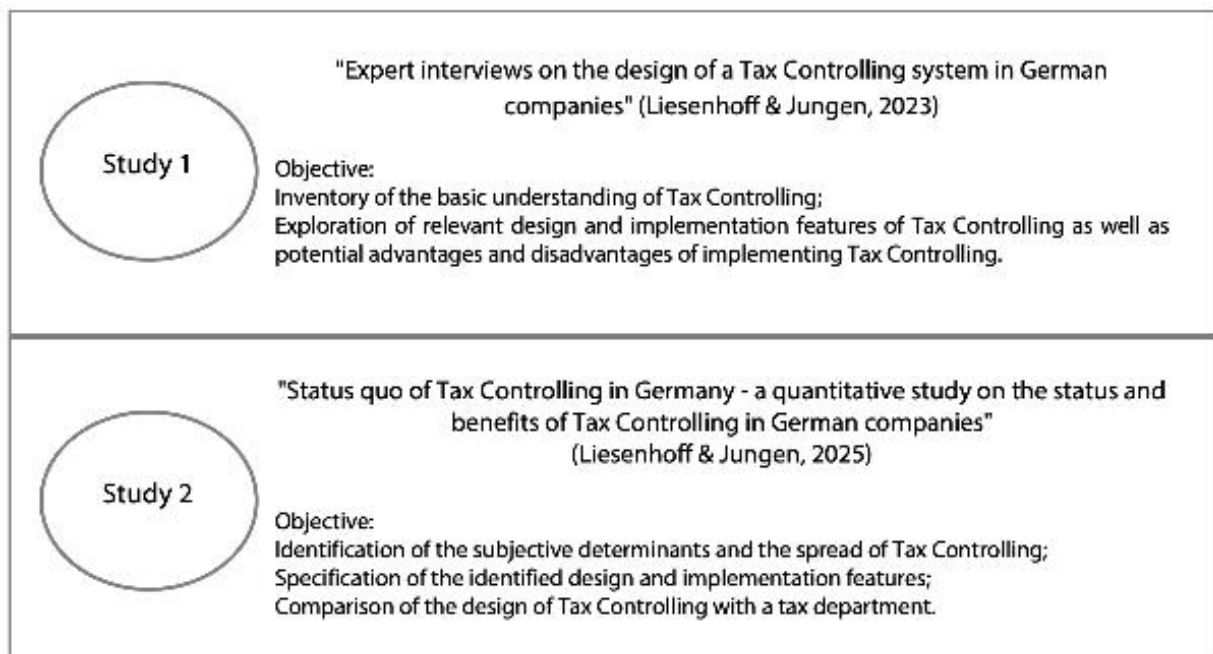 "Expert interviews on the design of a Tax Controlling system in German
companies" (Liesenhoff & Jungen, 2023)
Study 1
Objective:
Inventory of the basic understanding of Tax Controlling;
Exploration of relevant design and implementation features of Tax Controlling as well as
potential advantages and disadvantages of implementing Tax Controlling.
"Status quo of Tax Controlling in Germany - a quantitative study on the status and
benefits of Tax Controlling in German companies"
(Liesenhoff & Jungen, 2025)
Study 2
Objective:
Identification of the subjective determinants and the spread of Tax Controlling;
Specification of the identified design and implementation features;
Comparison of the design of Tax Controlling with a tax department.